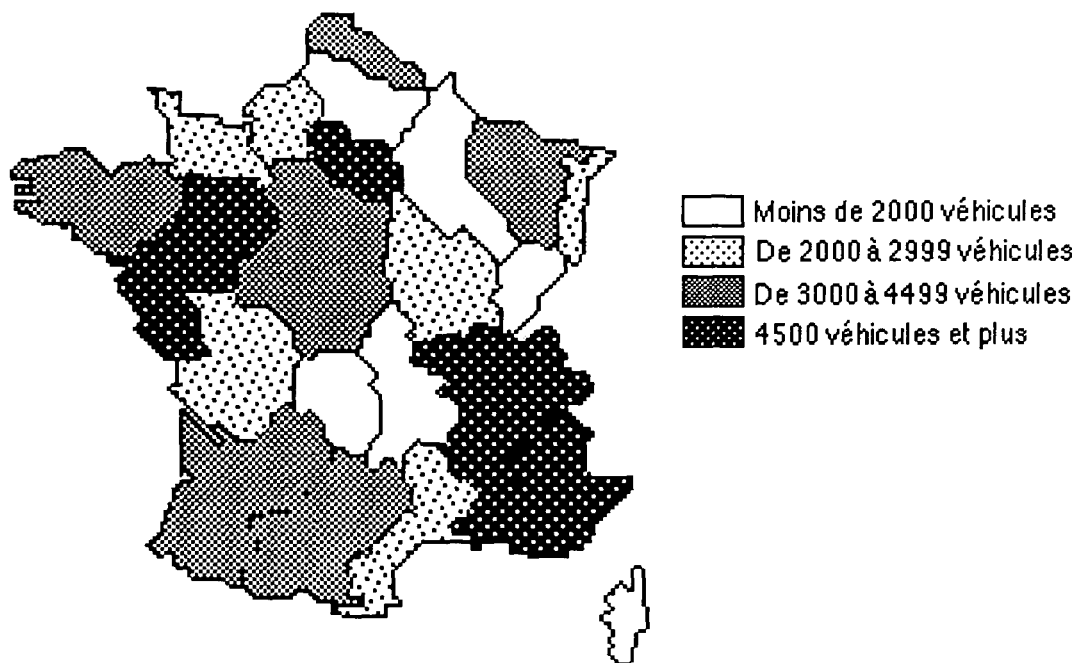 Moins de 2000 véhicules
De 2000 à 2999 véhicules
De 3000 à 4499 véhicules
4500 véhicules et plus